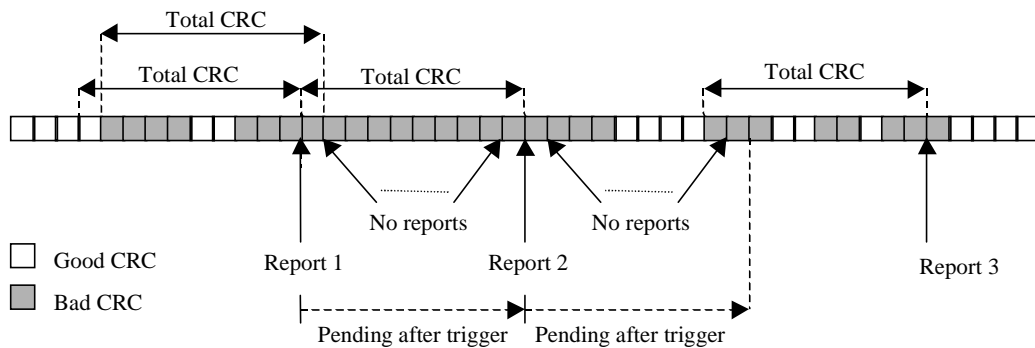 Total CRC
Total CRC
Total CRC
Total CRC
No reports
No reports
Good CRC
Bad CRC
Report 1
Report 2
Report 3
Pending after trigger
Pending after trigger